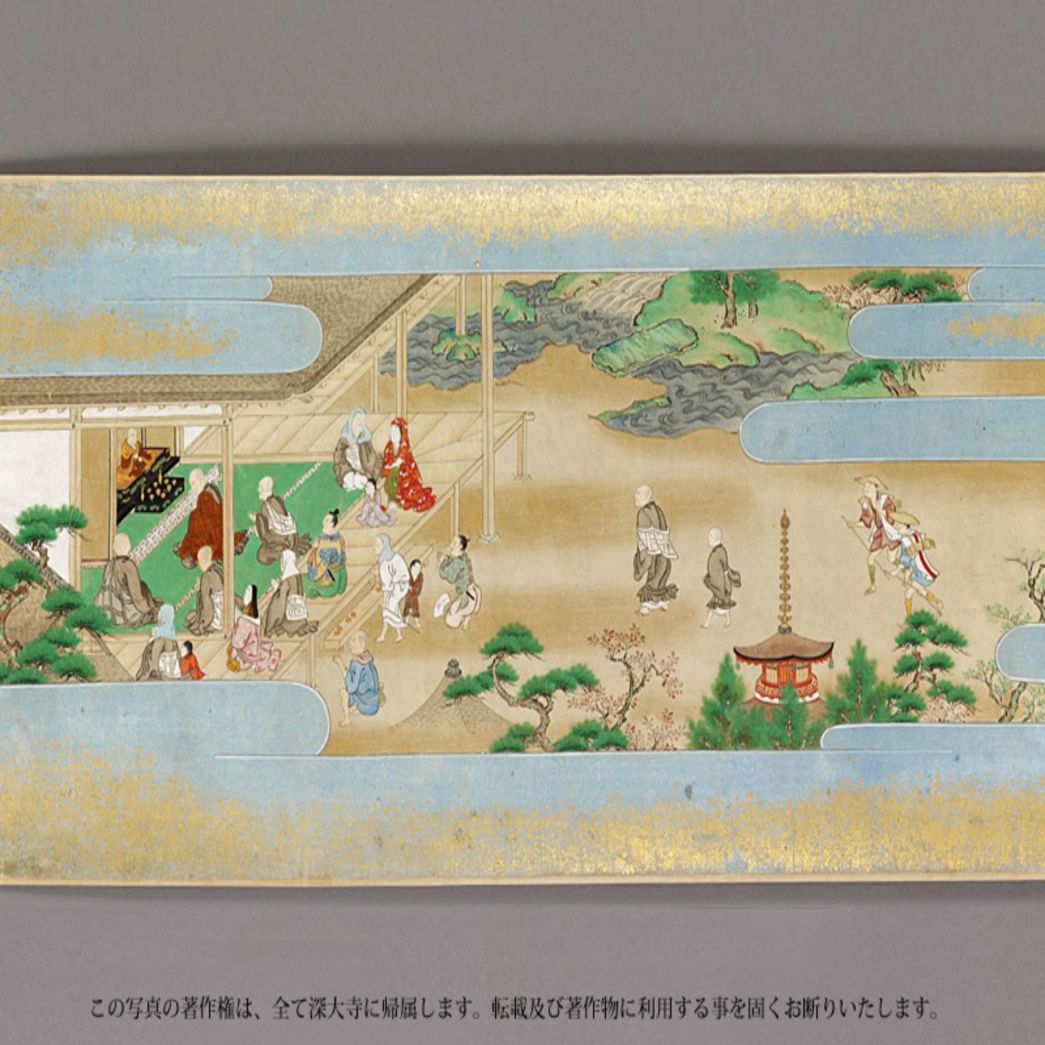 この写真の著作権は、全て深大寺に帰属します。転載及び著作物に利用する事を固くお断りいたします。